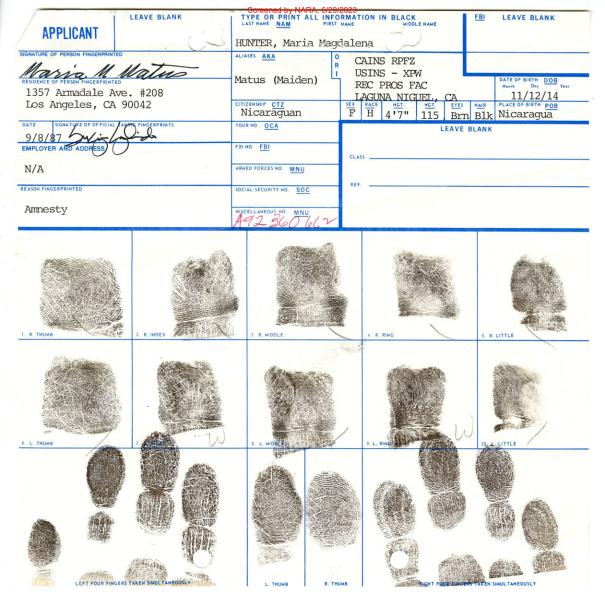 Screened by NARA, 6/29/2023
APPLICANT
LEAVE BLANK
TYPE OR PRINT ALL INFORMATION IN BLACK
LAST NAME NAM FIRST NAME MIDDLE NAME
FBI LEAVE BLANK
HUNTER, Maria Magdalena
SIGNATURE OF PERSON FINGERPRINTED
Maria M Matus
ALIASES AKA
Matus (Maiden)
O R I
CAINS RPFZ
USINS - XPW
REC PROS FAC
LAGUNA NIGUEL, CA
RESIDENCE OF PERSON FINGERPRINTED
1357 Armadale Ave. #208
Los Angeles, CA 90042
DATE OF BIRTH DOB
Month Day Year
11/12/14
CITIZENSHIP CTZ
Nicaraguan
SEX RACE HGT. WGT. EYES HAIR
F H 4'7" 115 Brn Blk
PLACE OF BIRTH POB
Nicaragua
DATE SIGNATURE OF OFFICIAL TAKING FINGERPRINTS
9/8/87
YOUR NO. OCA
LEAVE BLANK
EMPLOYER AND ADDRESS
N/A
FBI NO. FBI
CLASS
ARMED FORCES NO. MNU
REF.
REASON FINGERPRINTED
Amnesty
SOCIAL SECURITY NO. SOC
MISCELLANEOUS NO. MNU
A92 560 662
1. R. THUMB
2. R. INDEX
3. R. MIDDLE
4. R. RING
5. R. LITTLE
6. L. THUMB
8. L. MIDDLE
9. L. RING
10. L. LITTLE
LEFT FOUR FINGERS TAKEN SIMULTANEOUSLY
L. THUMB
R. THUMB
RIGHT FOUR FINGERS TAKEN SIMULTANEOUSLY